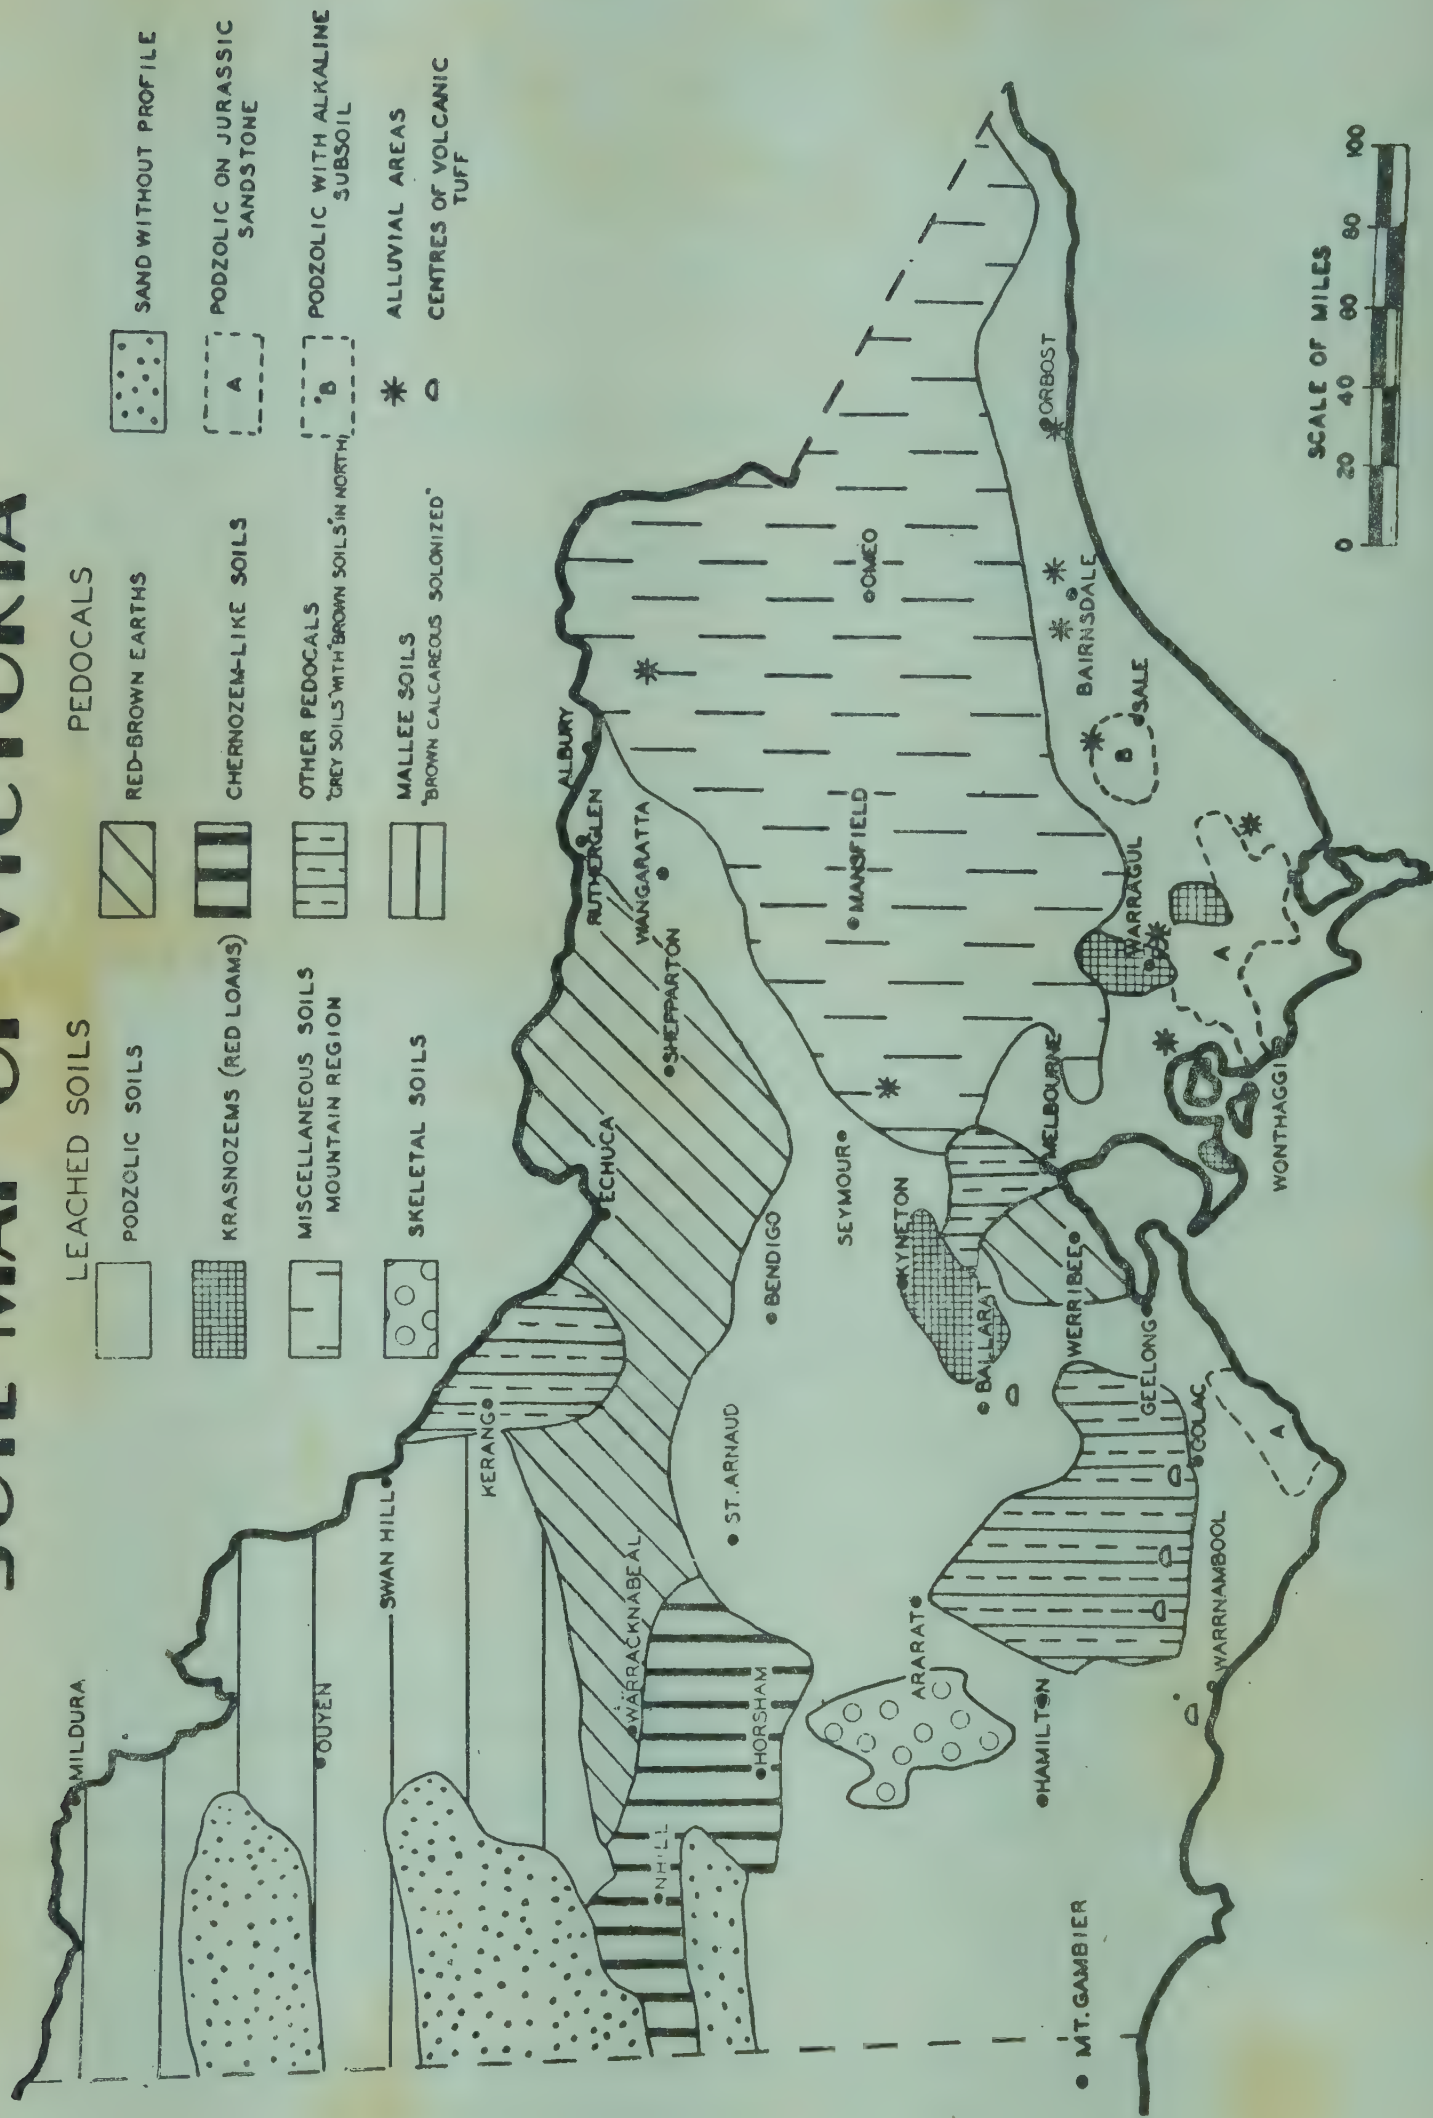 SOIL MAP OF VICTORIA
LEACHED SOILS
PODZOLIC SOILS
KRASNOZEMS (RED LOAMS)
MISCELLANEOUS SOILS
MOUNTAIN REGION
SKELETAL SOILS
PEDOCALS
RED-BROWN EARTHS
CHERNOZEM-LIKE SOILS
OTHER PEDOCALS
"GREY SOILS" WITH "BROWN SOILS" IN NORTH
MALLEE SOILS
"BROWN CALCAREOUS SOLONIZED"
SAND WITHOUT PROFILE
A
PODZOLIC ON JURASSIC
SANDSTONE
B
PODZOLIC WITH ALKALINE
SUBSOIL
ALLUVIAL AREAS
CENTRES OF VOLCANIC
TUFF
MILDURA
OUYEN
SWAN HILL
KERANG
ECHUCA
ALBURY
RUTHERGLEN
WANGARATTA
SHEPPARTON
WARRACKNABEAL
NHILL
HORSHAM
ST. ARNAUD
BENDIGO
SEYMOUR
MANSFIELD
OMEO
KYNETON
ARARAT
BALLARAT
HAMILTON
MELBOURNE
WERRIBEE
GEELONG
COLAC
WARRNAMBOOL
MT. GAMBIER
WARRAGUL
SALE
BAIRNSDALE
ORBOST
WONTHAGGI
A
A
B
SCALE OF MILES
0 20 40 60 80 100